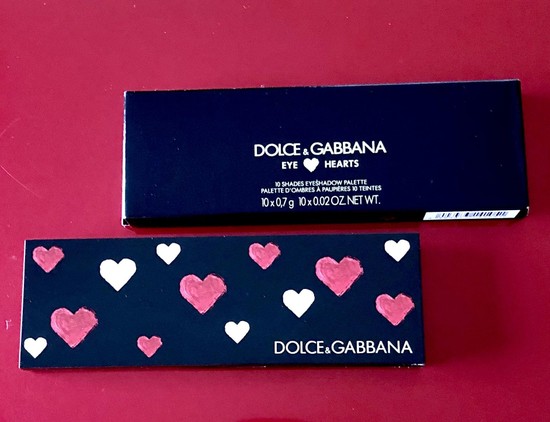 DOLCE&GABBANA
EYE ♥ HEARTS
10 SHADES EYESHADOW PALETTE
PALETTE D'OMBRES À PAUPIÈRES 10 TEINTES
10 x 0,7 g 10 x 0.02 OZ. NET WT.
DOLCE&GABBANA